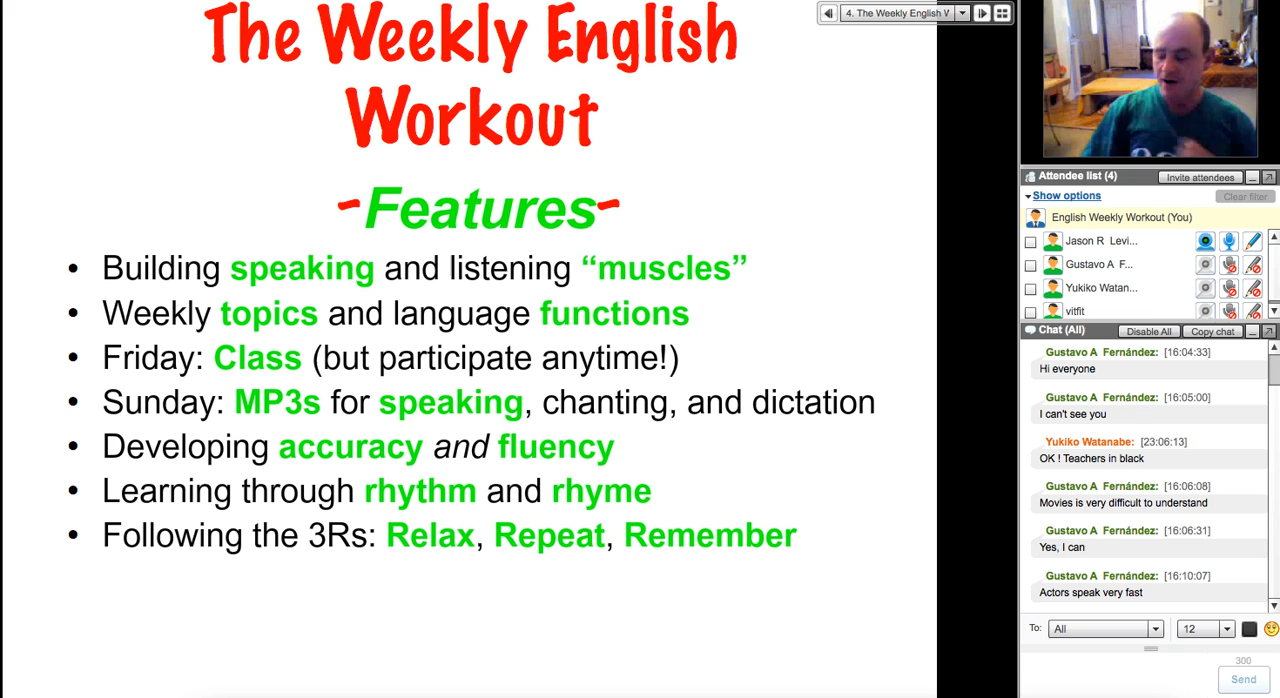 The Weekly English
Workout
-Features-
• Building speaking and listening “muscles”
• Weekly topics and language functions
• Friday: Class (but participate anytime!)
• Sunday: MP3s for speaking, chanting, and dictation
• Developing accuracy and fluency
• Learning through rhythm and rhyme
• Following the 3Rs: Relax, Repeat, Remember
4. The Weekly English V
Attendee list (4)
Invite attendees
Show options
Clear filter
English Weekly Workout (You)
Jason R Levi...
Gustavo A F...
Yukiko Watan...
vitfit
Chat (All)
Disable All
Copy chat
Gustavo A Fernández: [16:04:33]
Hi everyone
Gustavo A Fernández: [16:05:00]
I can't see you
Yukiko Watanabe: [23:06:13]
OK ! Teachers in black
Gustavo A Fernández: [16:06:08]
Movies is very difficult to understand
Gustavo A Fernández: [16:06:31]
Yes, I can
Gustavo A Fernández: [16:10:07]
Actors speak very fast
To: All
12
300
Send